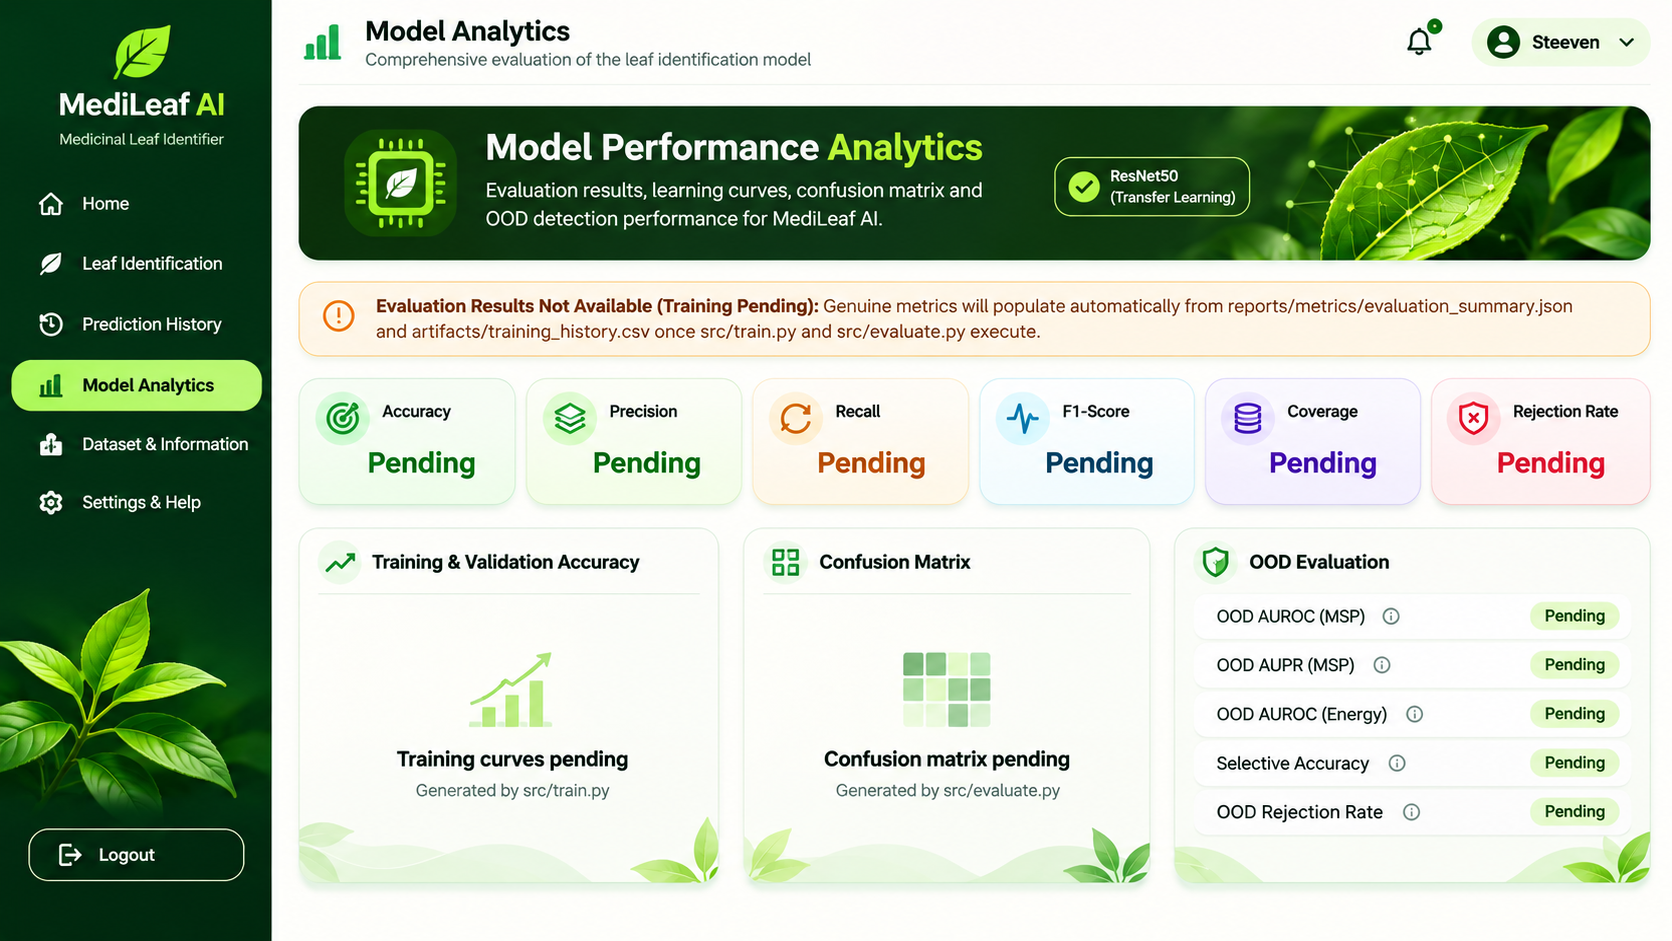 MediLeaf AI
Medicinal Leaf Identifier
Home
Leaf Identification
Prediction History
Model Analytics
Dataset & Information
Settings & Help
Logout
Model Analytics
Comprehensive evaluation of the leaf identification model
Steeven
Model Performance Analytics
Evaluation results, learning curves, confusion matrix and
OOD detection performance for MediLeaf AI.
ResNet50
(Transfer Learning)
Evaluation Results Not Available (Training Pending): Genuine metrics will populate automatically from reports/metrics/evaluation_summary.json
and artifacts/training_history.csv once src/train.py and src/evaluate.py execute.
Accuracy
Pending
Precision
Pending
Recall
Pending
F1-Score
Pending
Coverage
Pending
Rejection Rate
Pending
Training & Validation Accuracy
Training curves pending
Generated by src/train.py
Confusion Matrix
Confusion matrix pending
Generated by src/evaluate.py
OOD Evaluation
OOD AUROC (MSP) Pending
OOD AUPR (MSP) Pending
OOD AUROC (Energy) Pending
Selective Accuracy Pending
OOD Rejection Rate Pending